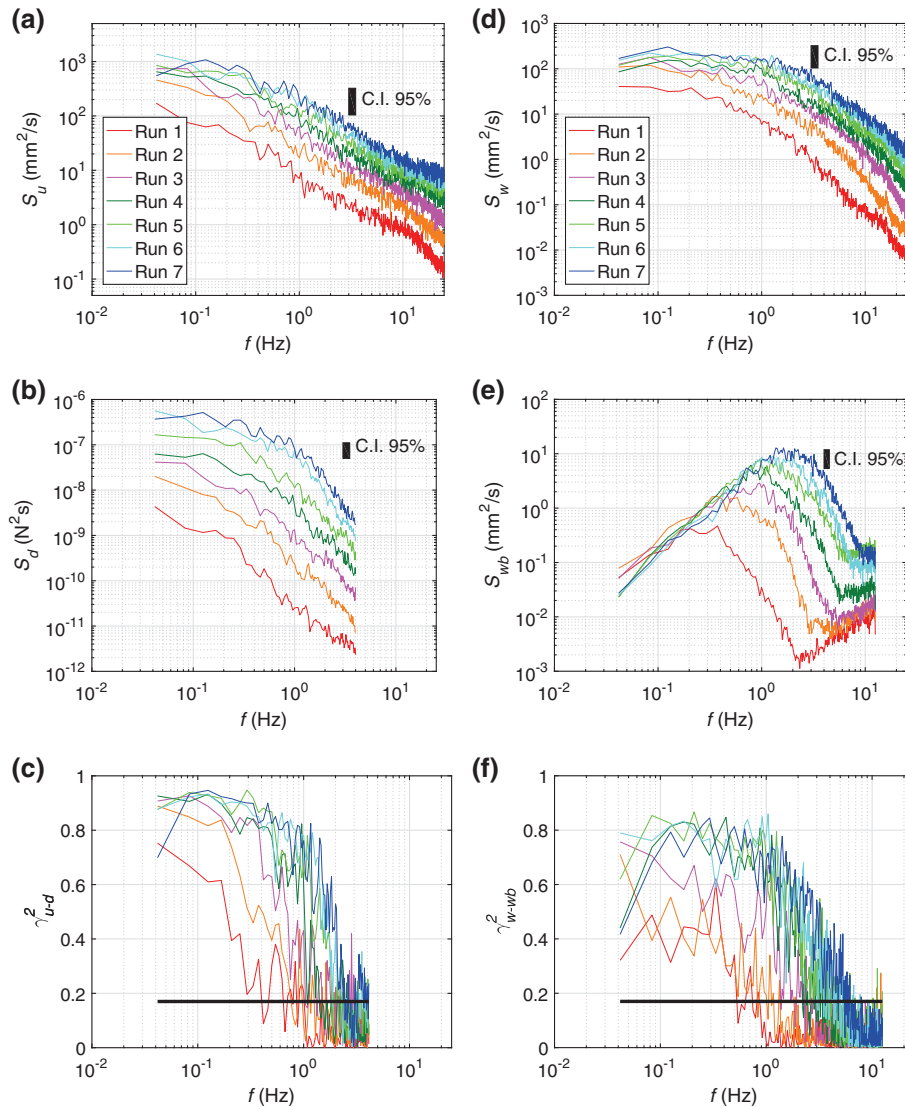 (a)
S_u (mm^2/s)
10^3
10^2
10^1
10^0
10^-1
C.I. 95%
Run 1
Run 2
Run 3
Run 4
Run 5
Run 6
Run 7
10^-2 10^-1 10^0 10^1
f (Hz)
(d)
S_w (mm^2/s)
10^3
10^2
10^1
10^0
10^-1
10^-2
10^-3
C.I. 95%
Run 1
Run 2
Run 3
Run 4
Run 5
Run 6
Run 7
10^-2 10^-1 10^0 10^1
f (Hz)
(b)
S_d (N^2s)
10^-6
10^-7
10^-8
10^-9
10^-10
10^-11
10^-12
C.I. 95%
10^-2 10^-1 10^0 10^1
f (Hz)
(e)
S_wb (mm^2/s)
10^2
10^1
10^0
10^-1
10^-2
10^-3
C.I. 95%
10^-2 10^-1 10^0 10^1
f (Hz)
(c)
γ^2_u-d
1
0.8
0.6
0.4
0.2
0
10^-2 10^-1 10^0 10^1
f (Hz)
(f)
γ^2_w-wb
1
0.8
0.6
0.4
0.2
0
10^-2 10^-1 10^0 10^1
f (Hz)